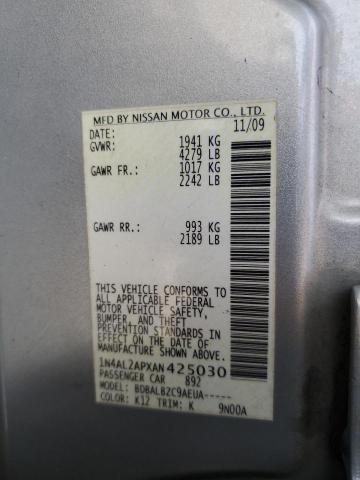 MFD BY NISSAN MOTOR CO., LTD.
DATE: 11/09
GVWR: 1941 KG
4279 LB
GAWR FR.: 1017 KG
2242 LB
GAWR RR.: 993 KG
2189 LB
THIS VEHICLE CONFORMS TO
ALL APPLICABLE FEDERAL
MOTOR VEHICLE SAFETY,
BUMPER, AND THEFT
PREVENTION STANDARDS
IN EFFECT ON THE DATE OF
MANUFACTURE SHOWN ABOVE.
1N4AL2APXAN425030
PASSENGER CAR 892
MODEL: BDBALBZC9AEUA-----
COLOR: K12 TRIM: K 9N00A